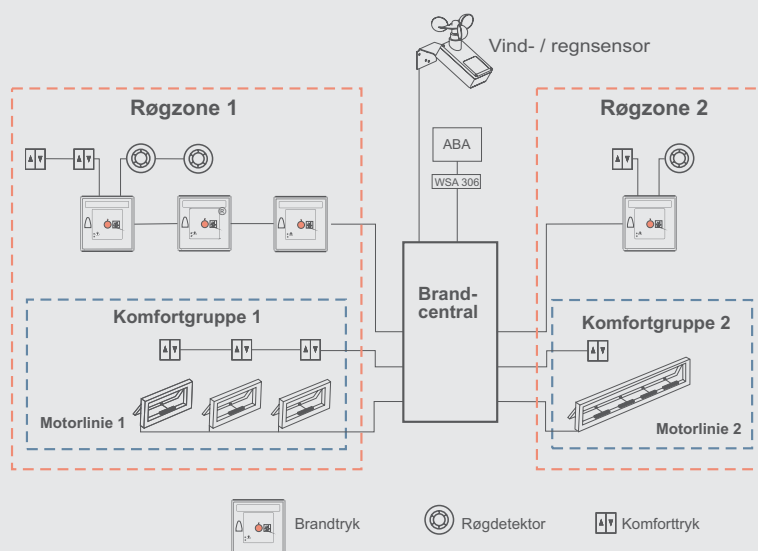 Vind- / regnsensor
Røgzone 1
Røgzone 2
ABA
WSA 306
Brand-
central
Komfortgruppe 1
Komfortgruppe 2
Motorlinie 1
Motorlinie 2
Brandtryk
Røgdetektor
Komforttryk